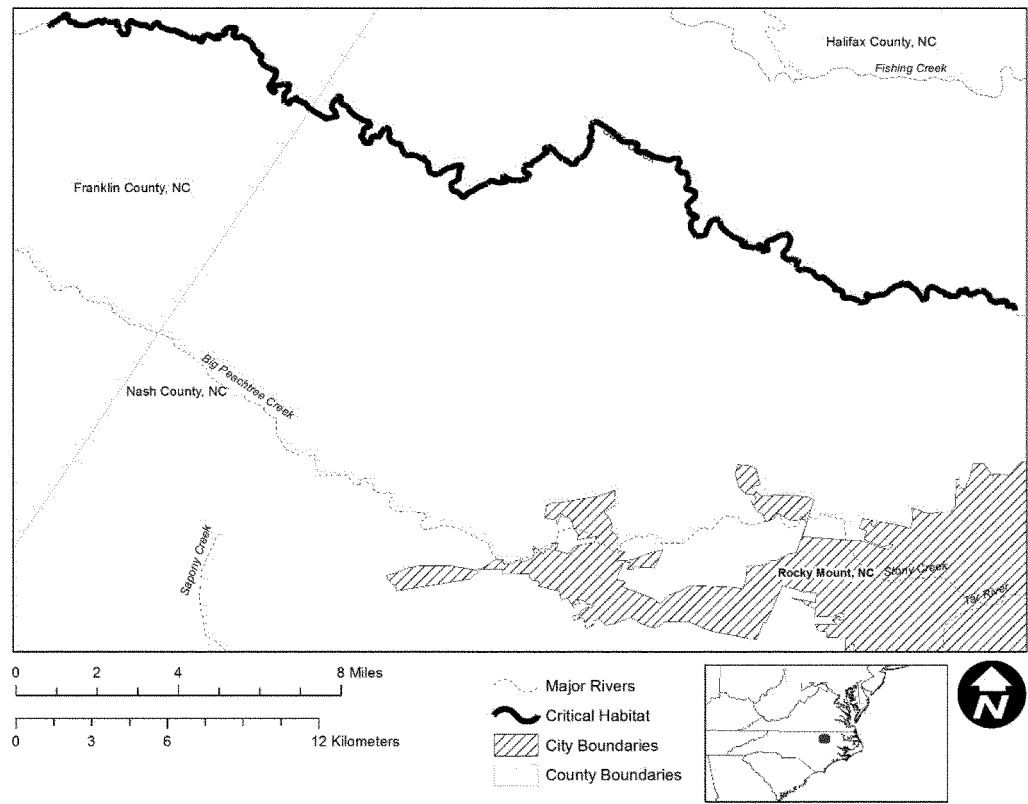 Halifax County, NC
Fishing Creek
Franklin County, NC
Big Peachtree Creek
Nash County, NC
Sapony Creek
Rocky Mount, NC
Stony Creek
Tar River
0 2 4 8 Miles
0 3 6 12 Kilometers
Major Rivers
Critical Habitat
City Boundaries
County Boundaries
N